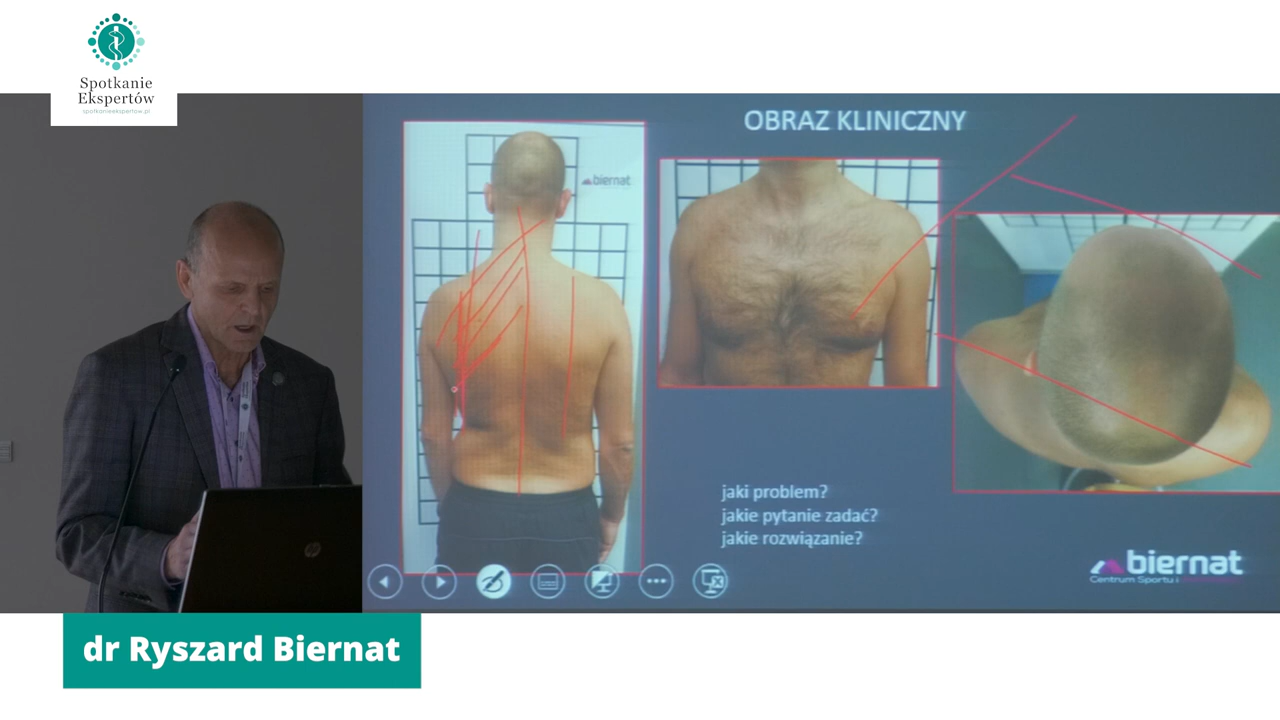 Spotkanie
Ekspertów
spotkanieekspertow.pl
OBRAZ KLINICZNY
biernat
jaki problem?
jakie pytanie zadać?
jakie rozwiązanie?
biernat
Centrum Sportu i
hp
dr Ryszard Biernat